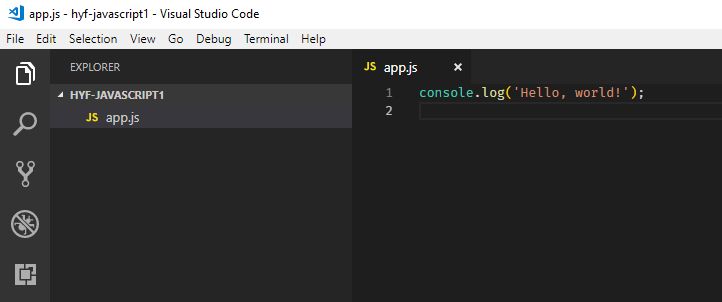 app.js - hyf-javascript1 - Visual Studio Code
File Edit Selection View Go Debug Terminal Help
EXPLORER
HYF-JAVASCRIPT1
JS app.js
JS app.js ×
1 console.log('Hello, world!');
2